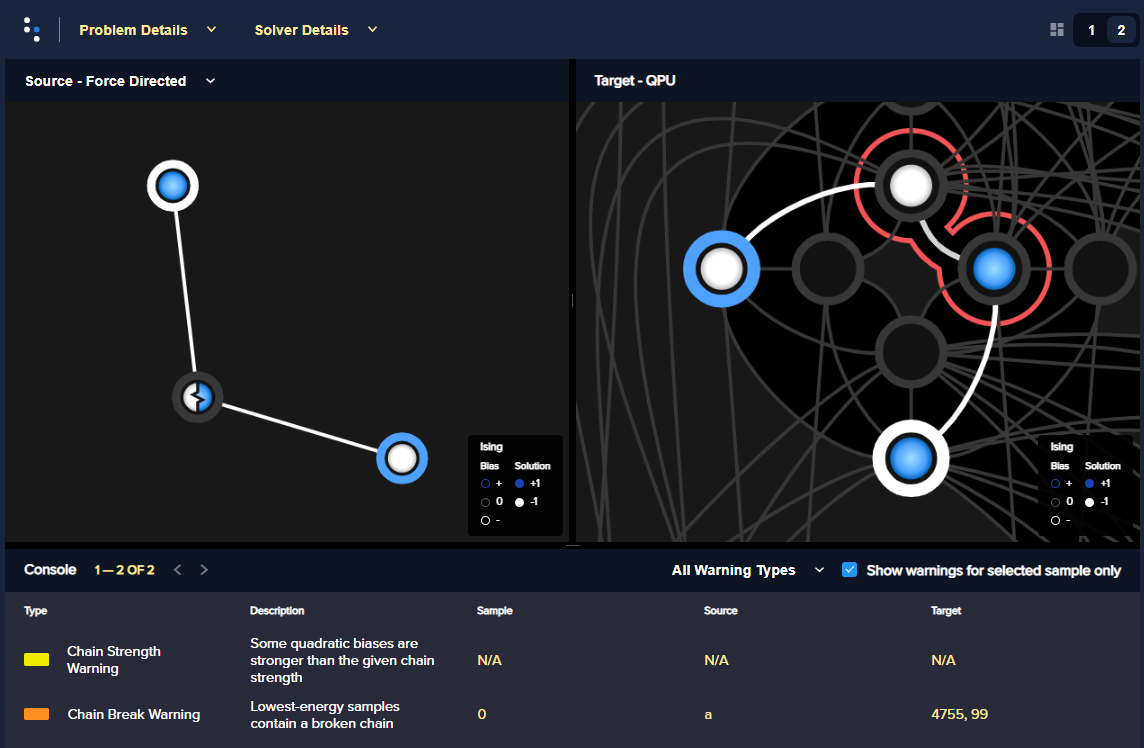 Problem Details
Solver Details
1
2
Source - Force Directed
Target - QPU
Ising
Bias Solution
+ +1
0 -1
-
Ising
Bias Solution
+ +1
0 -1
-
Console
1 — 2 OF 2
All Warning Types
Show warnings for selected sample only
Type Description Sample Source Target
Chain Strength
Warning
Some quadratic biases are
stronger than the given chain
strength
N/A
N/A
N/A
Chain Break Warning
Lowest-energy samples
contain a broken chain
0
a
4755, 99